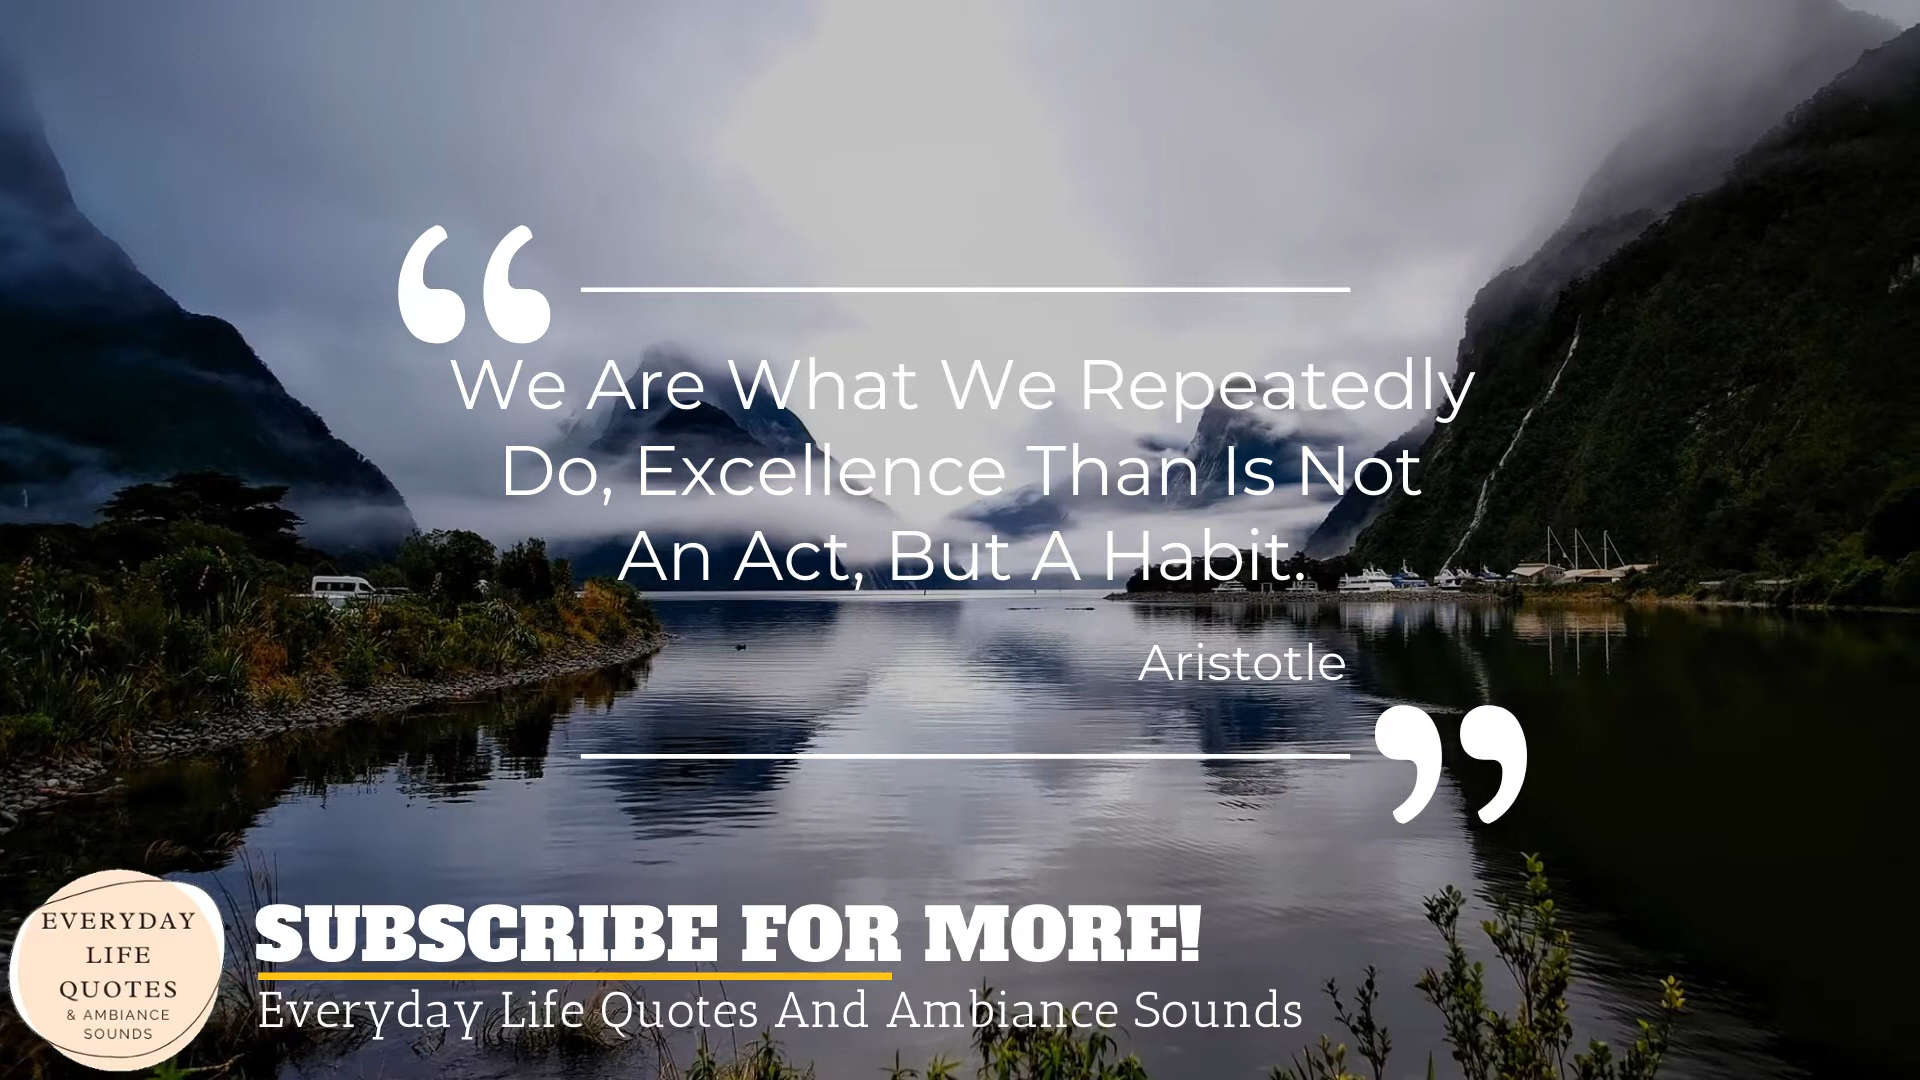 “
We Are What We Repeatedly
Do, Excellence Than Is Not
An Act, But A Habit.
Aristotle
”
EVERYDAY
LIFE
QUOTES
& AMBIANCE
SOUNDS
SUBSCRIBE FOR MORE!
Everyday Life Quotes And Ambiance Sounds